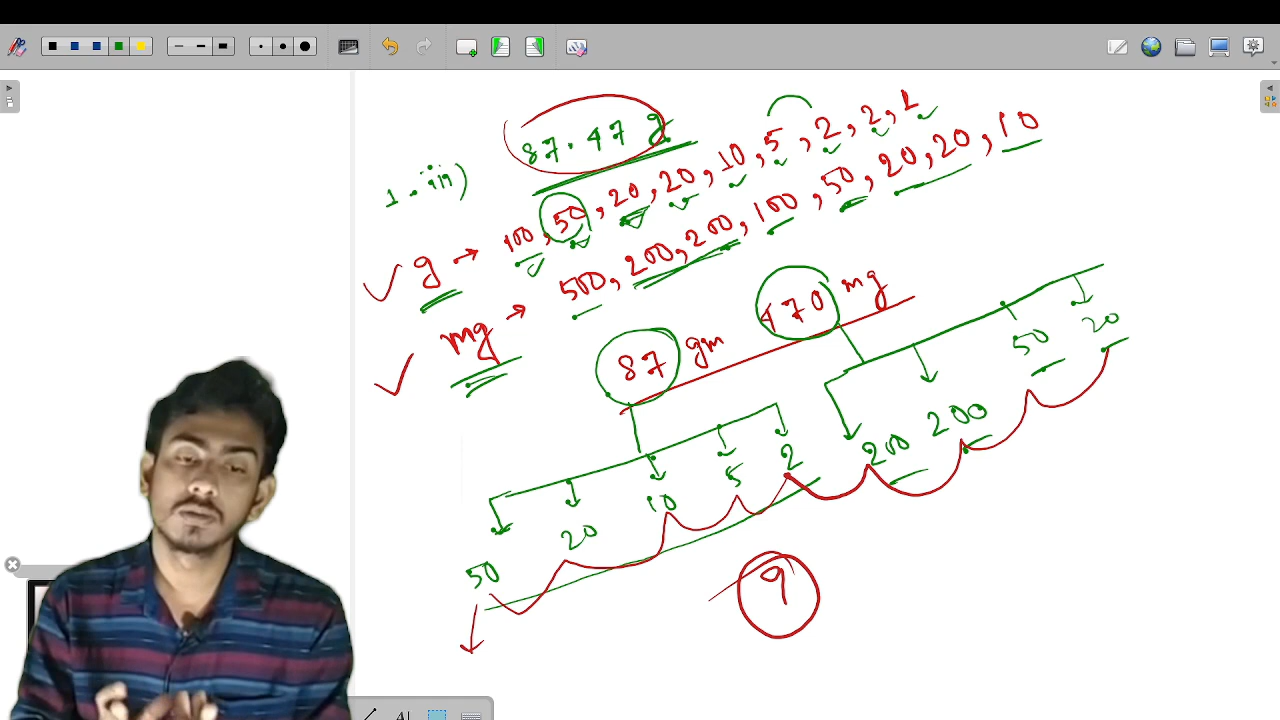 1. iii)
87.47 g
g → 100, 50, 20, 20, 10, 5, 2, 2, 1
mg → 500, 200, 200, 100, 50, 20, 20, 10
87 gm 470 mg
50 20 10 5 2 200 200 50 20
9